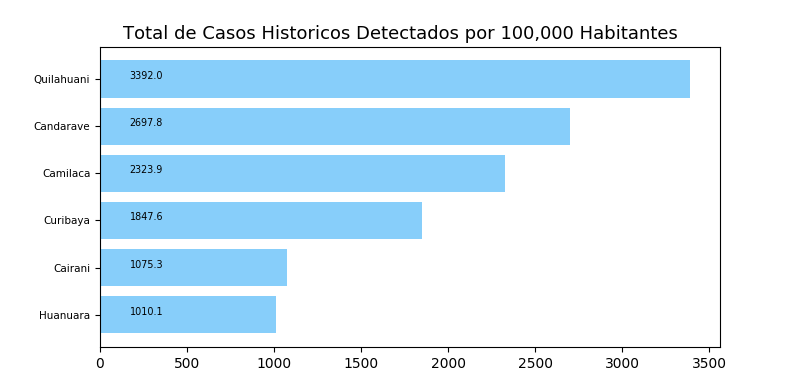 Total de Casos Historicos Detectados por 100,000 Habitantes
Quilahuani 3392.0
Candarave 2697.8
Camilaca 2323.9
Curibaya 1847.6
Cairani 1075.3
Huanuara 1010.1
0 500 1000 1500 2000 2500 3000 3500